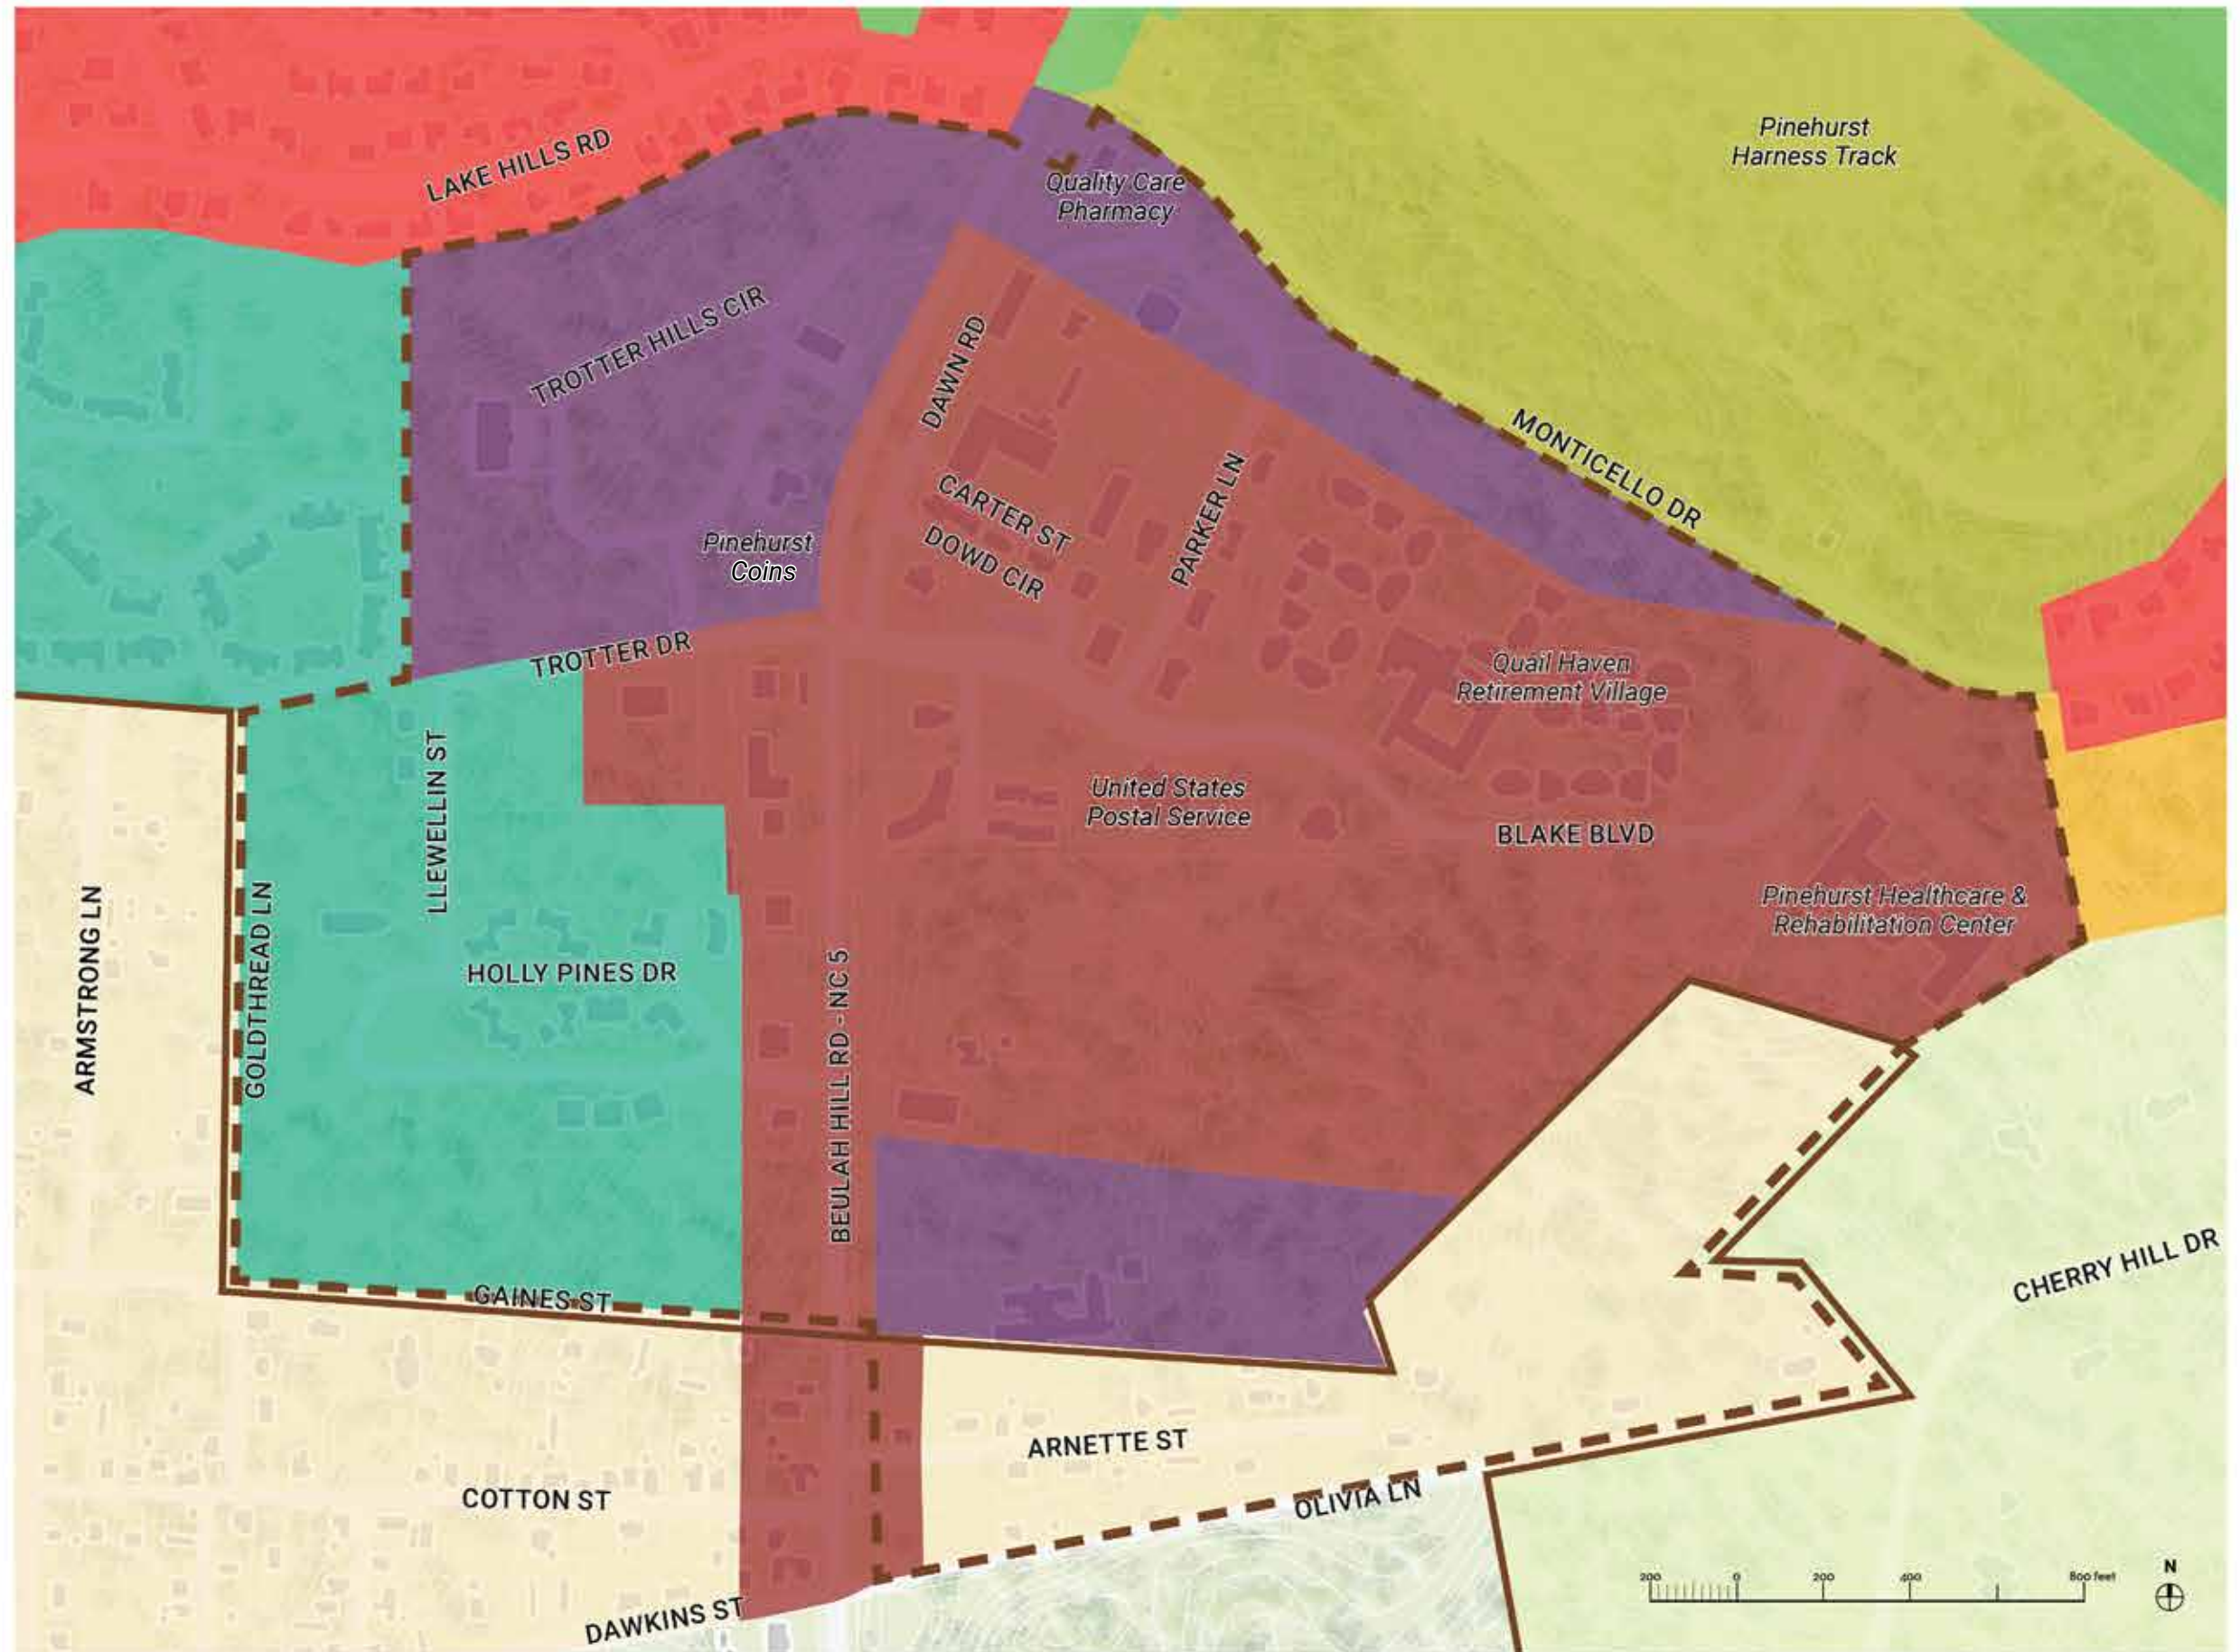 Pinehurst
Harness Track
LAKE HILLS RD
Quality Care
Pharmacy
TROTTER HILLS CIR
DAWN RD
MONTICELLO DR
CARTER ST
PARKER LN
Pinehurst
Coins
DOWD CIR
TROTTER DR
Quail Haven
Retirement Village
LLEWELLIN ST
United States
Postal Service
BLAKE BLVD
Pinehurst Healthcare &
Rehabilitation Center
ARMSTRONG LN
GOLDTHREAD LN
HOLLY PINES DR
BEULAH HILL RD - NC 5
CHERRY HILL DR
GAINES ST
ARNETTE ST
COTTON ST
OLIVIA LN
DAWKINS ST
200 0 200 400 800 feet
N